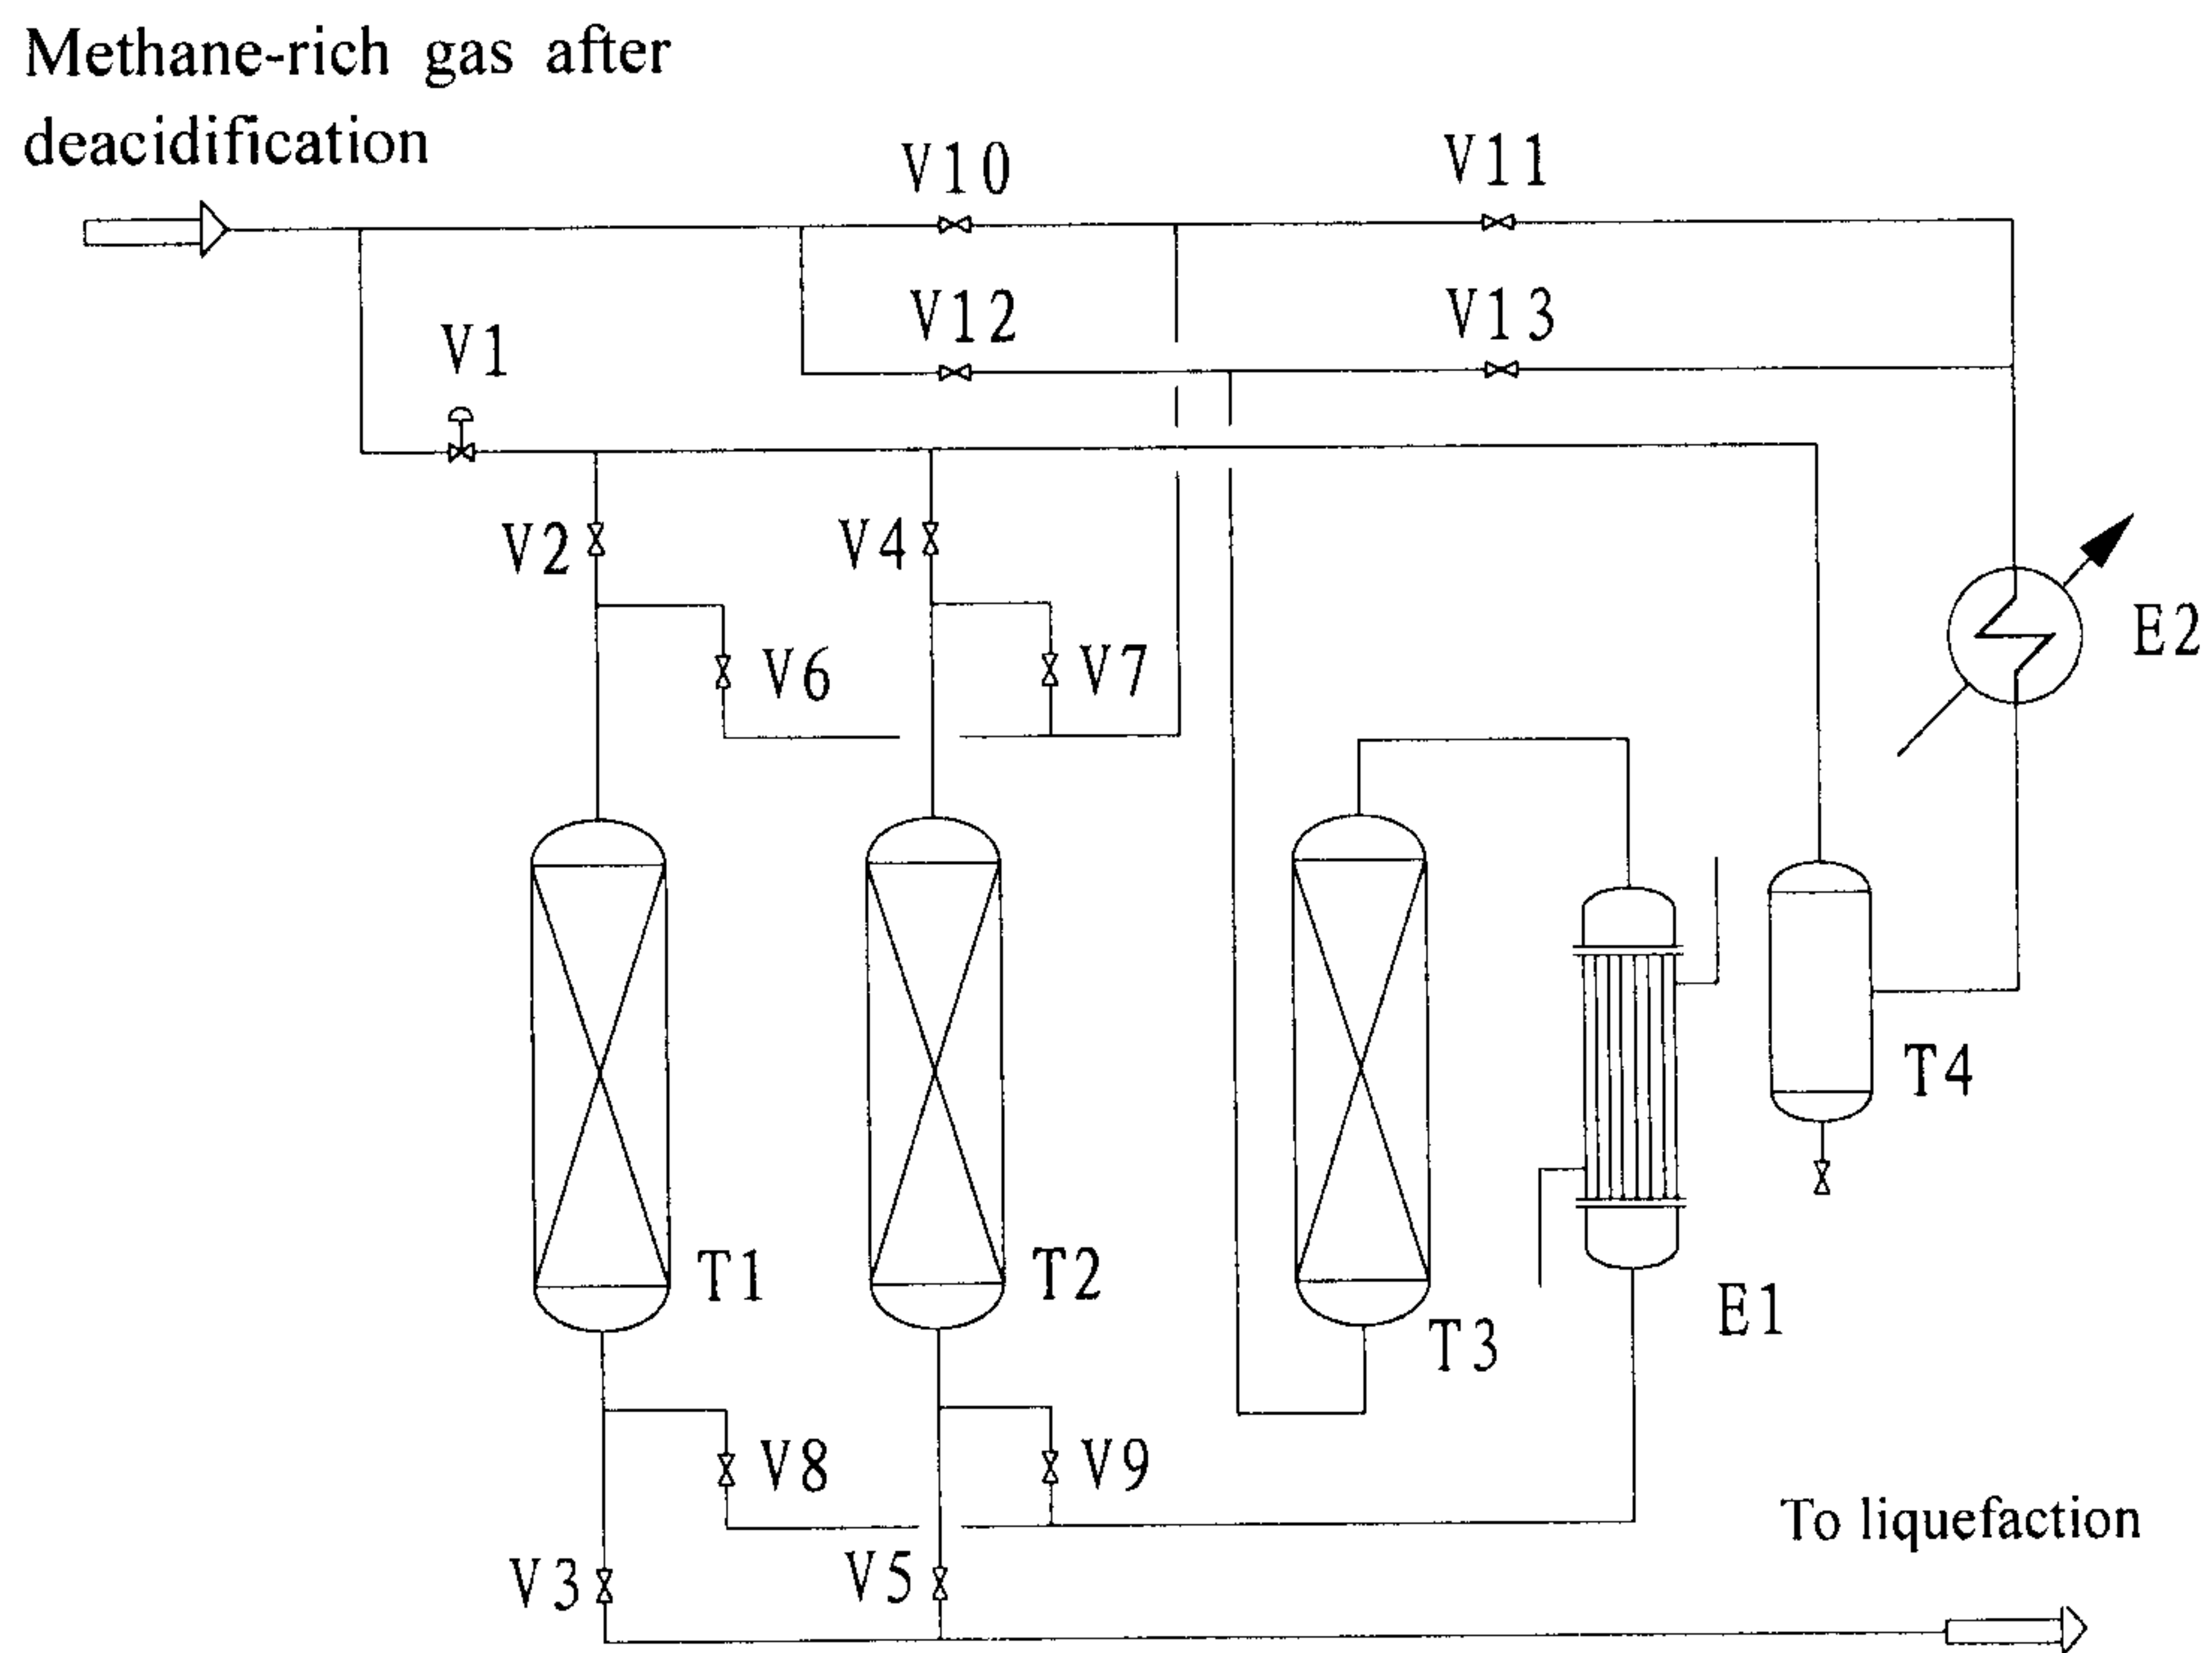 Methane-rich gas after
deacidification
V10
V11
V12
V13
V1
V2
V4
V6
V7
E2
T4
T1
T2
T3
E1
V8
V9
To liquefaction
V3
V5